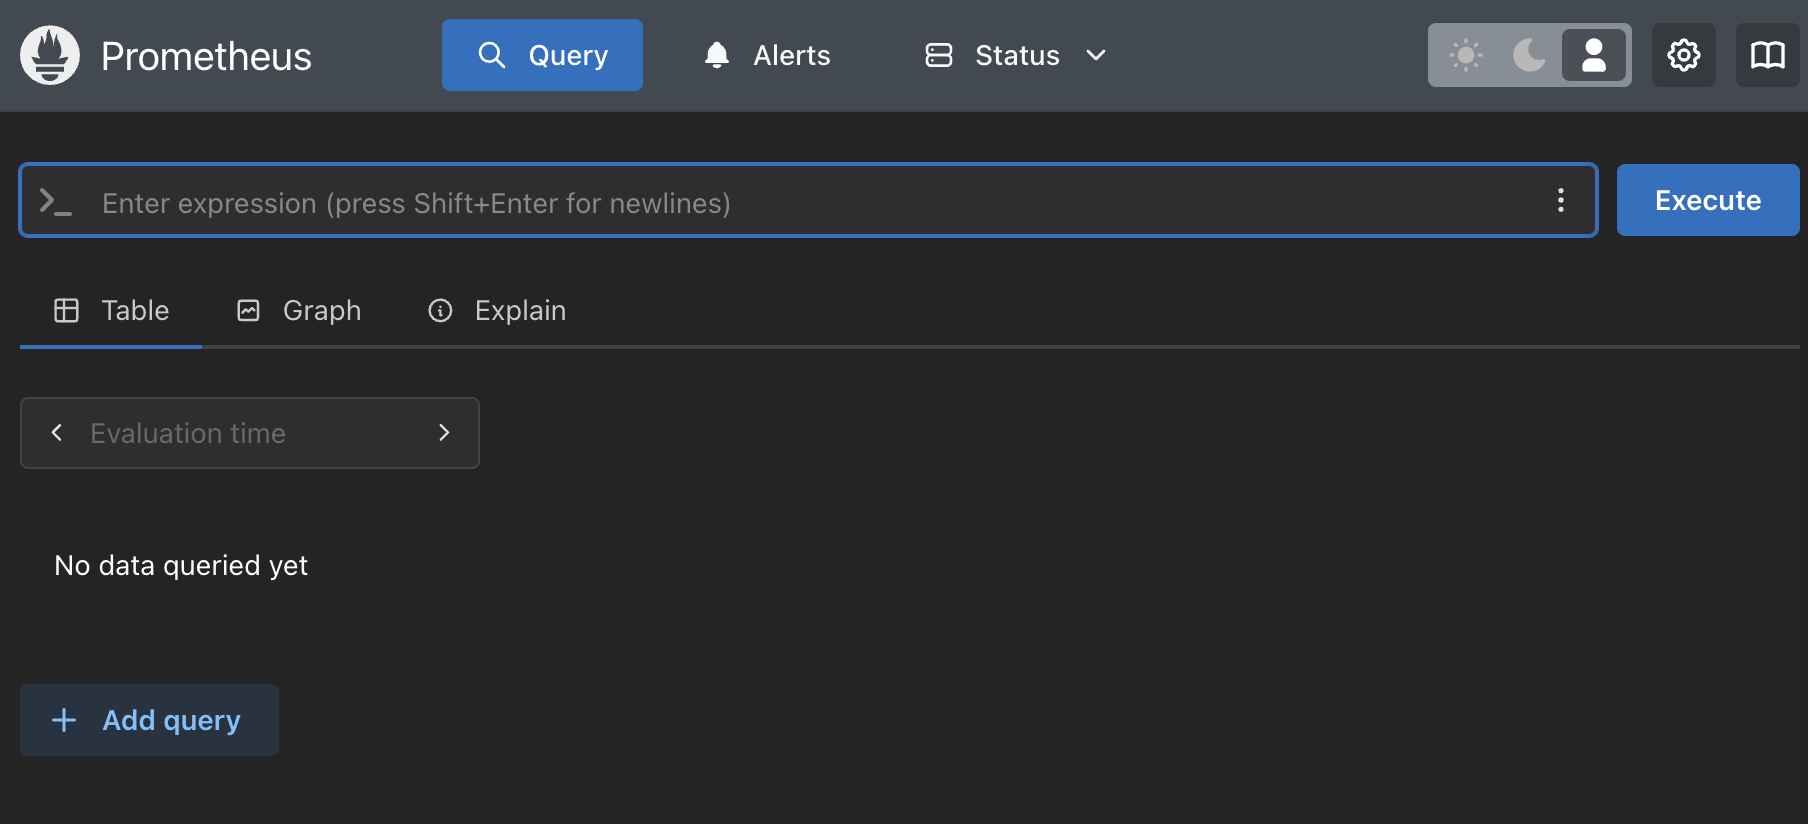 Prometheus
Query
Alerts
Status
Enter expression (press Shift+Enter for newlines)
Execute
Table
Graph
Explain
Evaluation time
No data queried yet
Add query